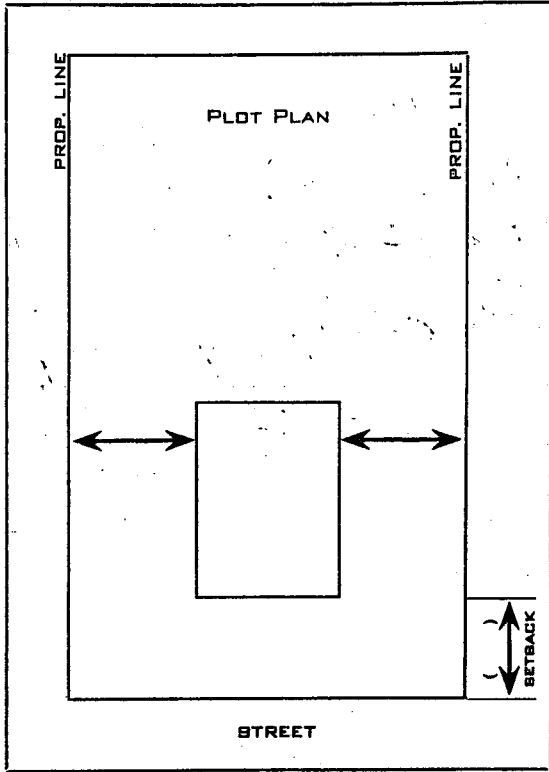 PROP. LINE
PLOT PLAN
PROP. LINE
( )
SETBACK
STREET